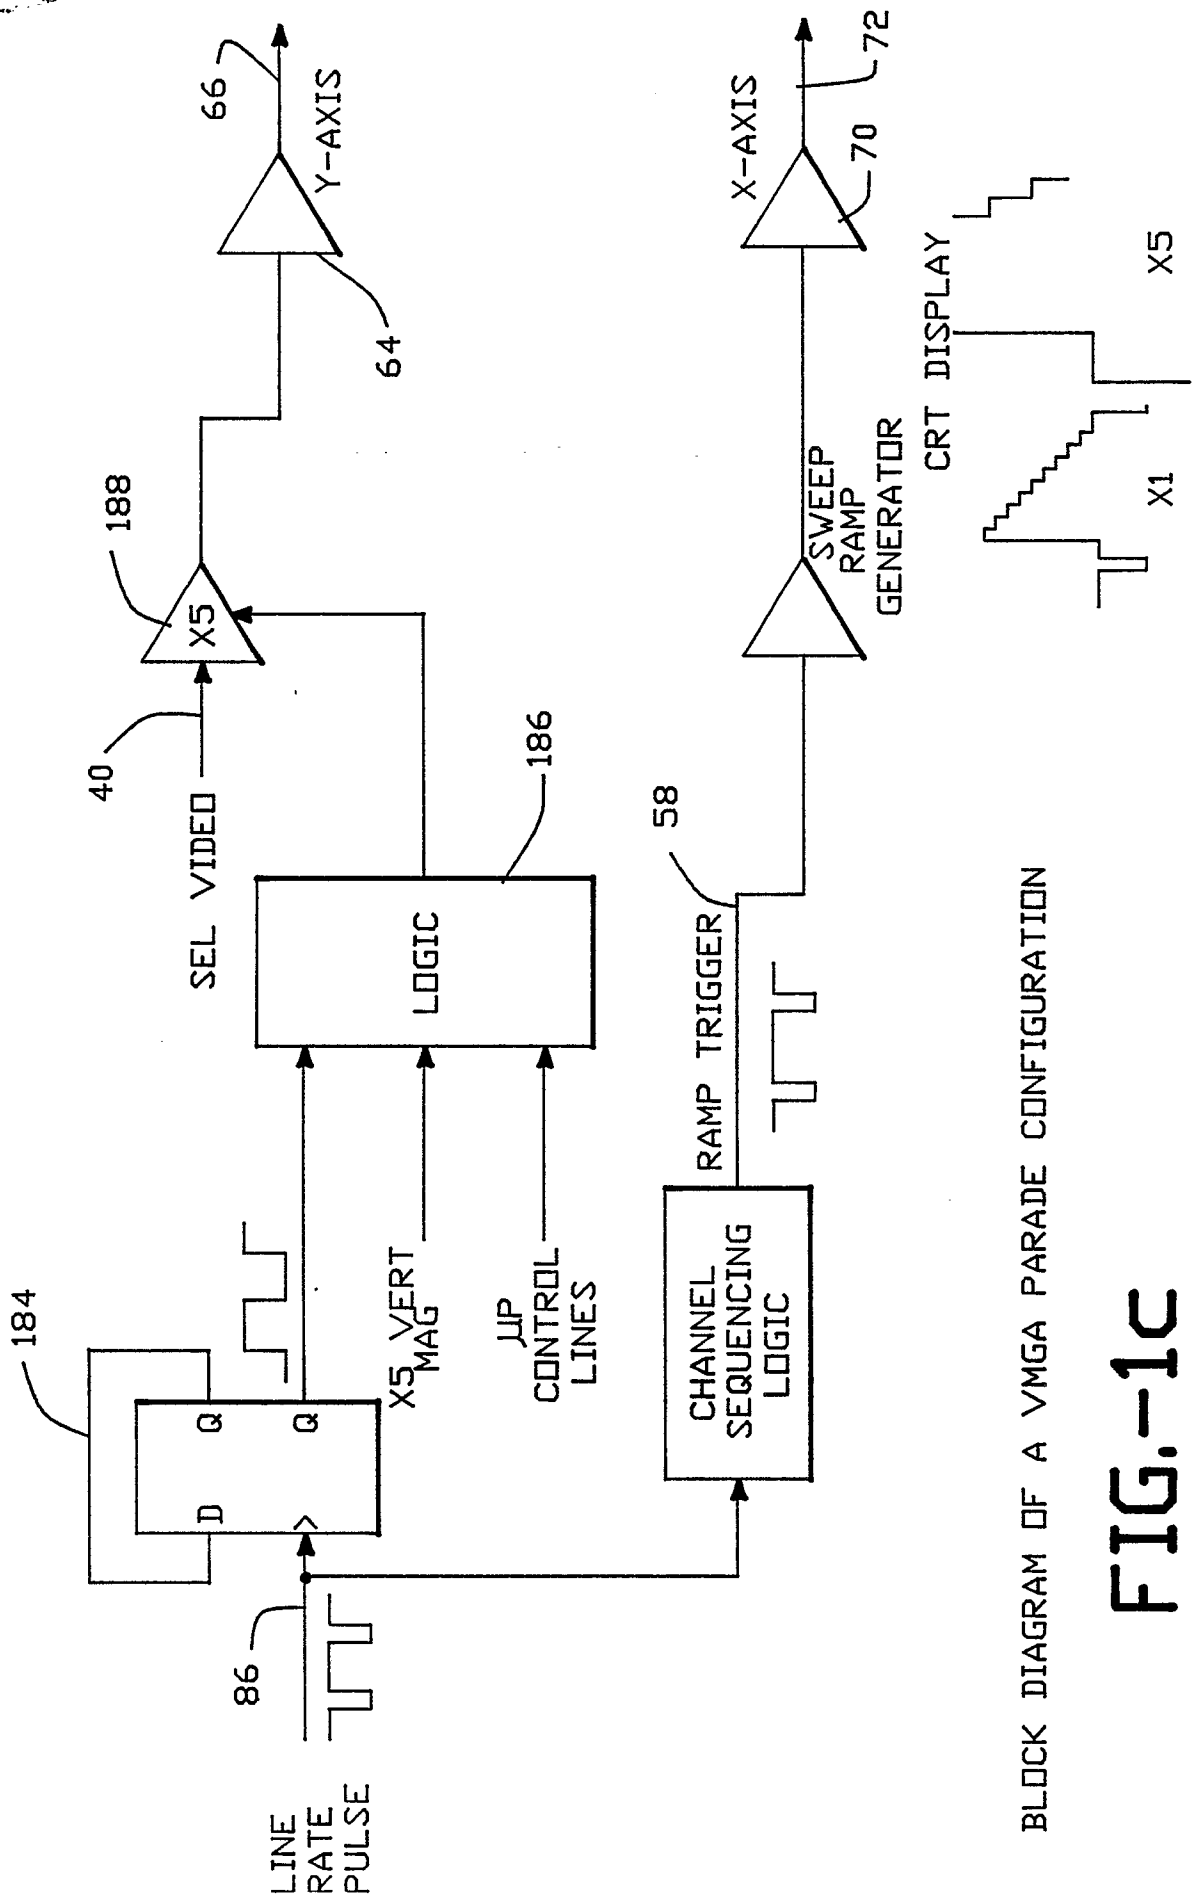 184
188
66
40
D
Q
Q
X5
SEL VIDEO
Y-AXIS
64
86
LINE
RATE
PULSE
X5 VERT
MAG
µP
CONTROL
LINES
LOGIC
186
58
RAMP TRIGGER
CHANNEL
SEQUENCING
LOGIC
SWEEP
RAMP
GENERATOR
X-AXIS
72
70
CRT DISPLAY
X1
X5
BLOCK DIAGRAM OF A VMGA PARADE CONFIGURATION
FIG.-1C